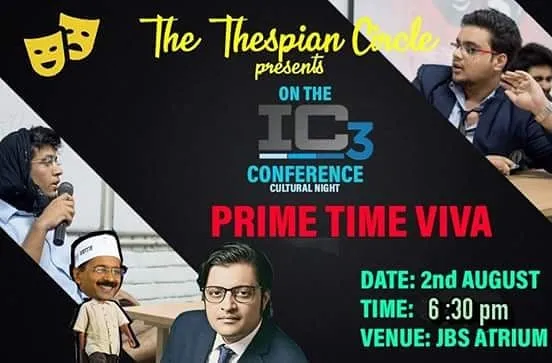 The Thespian Circle
presents
ON THE
IC3
CONFERENCE
CULTURAL NIGHT
PRIME TIME VIVA
DATE: 2nd AUGUST
TIME: 6 :30 pm
VENUE: JBS ATRIUM